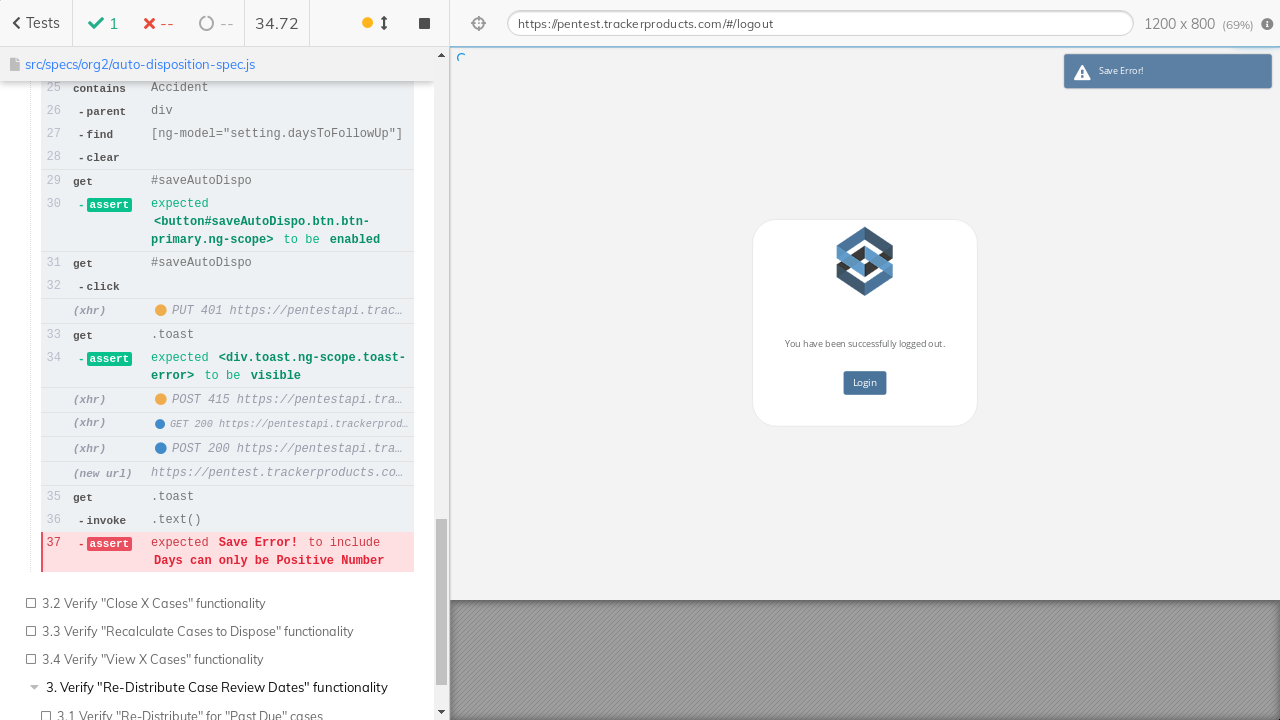 Tests
1
--
--
34.72
https://pentest.trackerproducts.com/#/logout
1200 x 800 (69%)
src/specs/org2/auto-disposition-spec.js
25 contains Accident
26 - parent div
27 - find [ng-model="setting.daysToFollowUp"]
28 - clear
29 get #saveAutoDispo
30 - assert expected
<button#saveAutoDispo.btn.btn-
primary.ng-scope> to be enabled
31 get #saveAutoDispo
32 - click
(xhr) PUT 401 https://pentestapi.trac…
33 get .toast
34 - assert expected <div.toast.ng-scope.toast-
error> to be visible
(xhr) POST 415 https://pentestapi.tra…
(xhr) GET 200 https://pentestapi.trackerprod…
(xhr) POST 200 https://pentestapi.tra…
(new url) https://pentest.trackerproducts.co…
35 get .toast
36 - invoke .text()
37 - assert expected Save Error! to include
Days can only be Positive Number
3.2 Verify "Close X Cases" functionality
3.3 Verify "Recalculate Cases to Dispose" functionality
3.4 Verify "View X Cases" functionality
3. Verify "Re-Distribute Case Review Dates" functionality
3.1 Verify "Re-Distribute" for "Past Due" cases
Save Error!
You have been successfully logged out.
Login